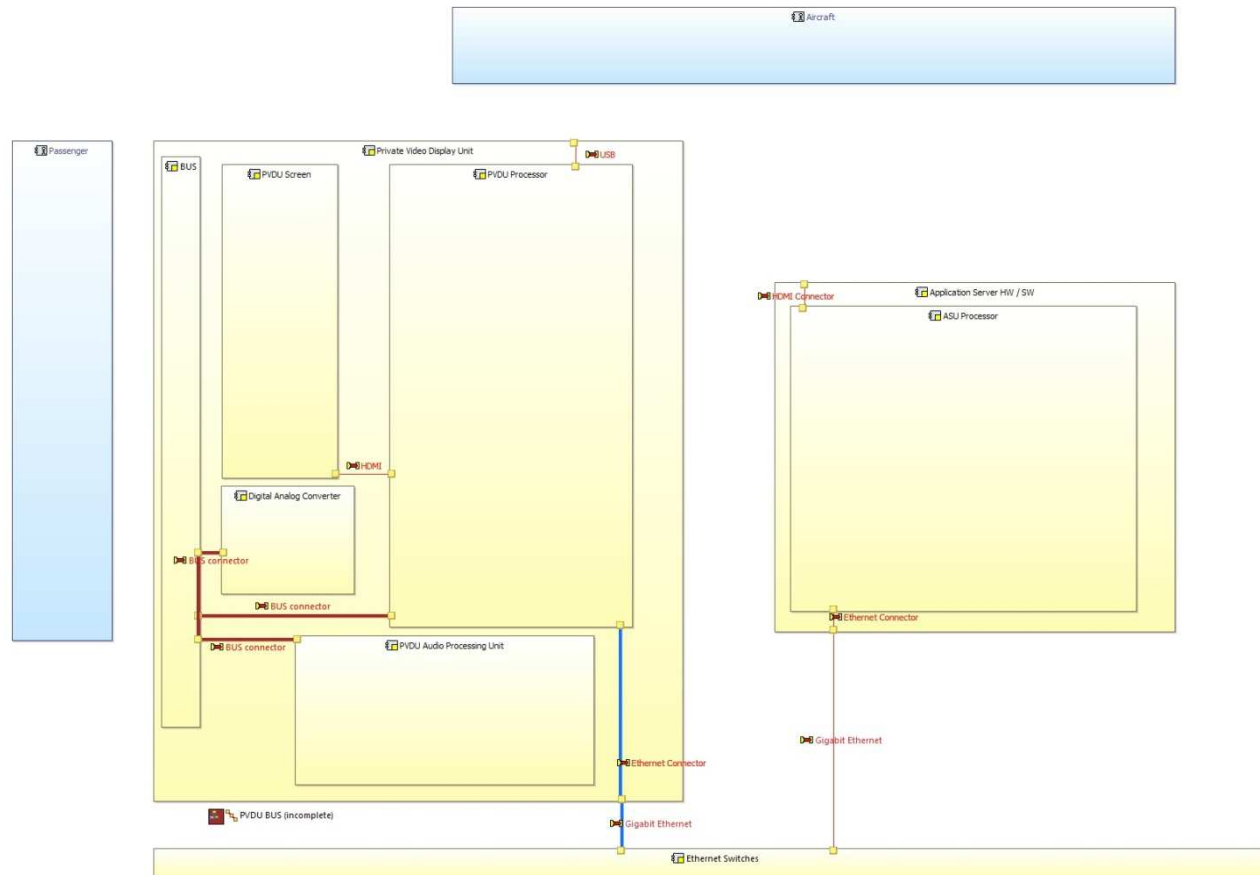 Aircraft
Passenger
Private Video Display Unit
USB
BUS
PVDU Screen
PVDU Processor
HDMI Connector
Application Server HW / SW
ASU Processor
HDMI
Digital Analog Converter
BUS connector
BUS connector
BUS connector
PVDU Audio Processing Unit
Ethernet Connector
Gigabit Ethernet
Ethernet Connector
PVDU BUS (incomplete)
Gigabit Ethernet
Ethernet Switches